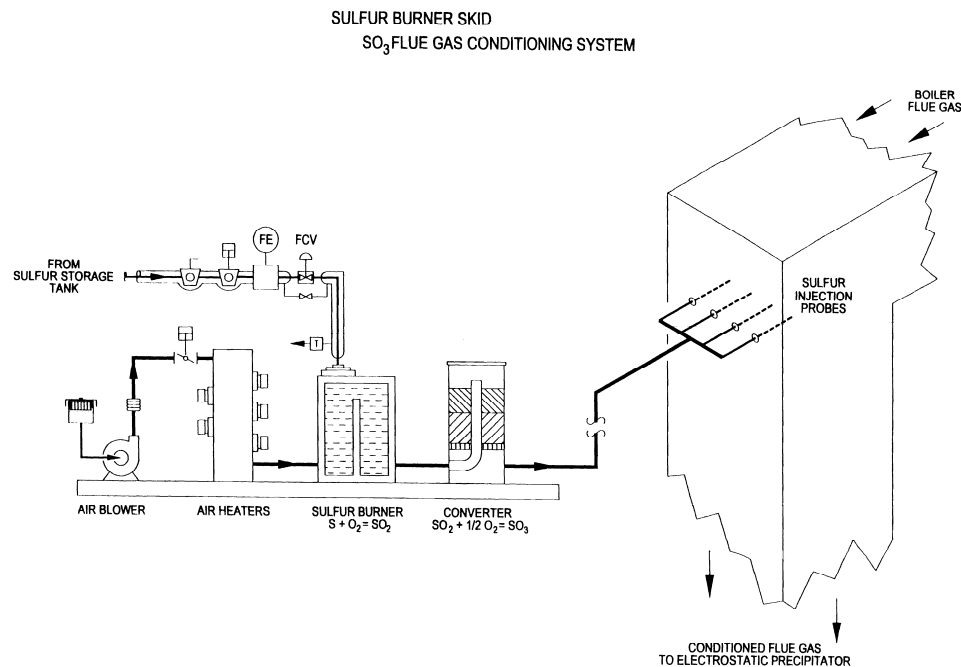 SULFUR BURNER SKID
SO3 FLUE GAS CONDITIONING SYSTEM
BOILER
FLUE GAS
FE
FCV
FROM
SULFUR STORAGE
TANK
SULFUR
INJECTION
PROBES
T
AIR BLOWER
AIR HEATERS
SULFUR BURNER
S + O2 = SO2
CONVERTER
SO2 + 1/2 O2 = SO3
CONDITIONED FLUE GAS
TO ELECTROSTATIC PRECIPITATOR